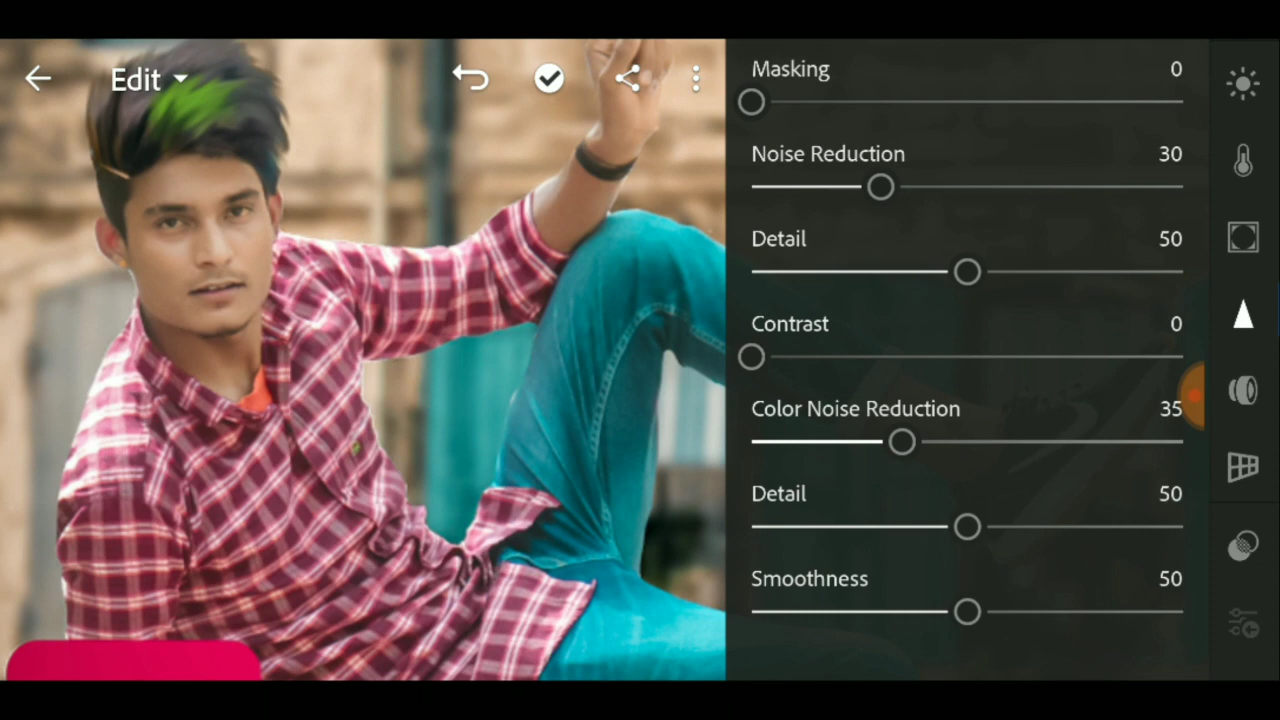 Edit
Masking 0
Noise Reduction 30
Detail 50
Contrast 0
Color Noise Reduction 35
Detail 50
Smoothness 50